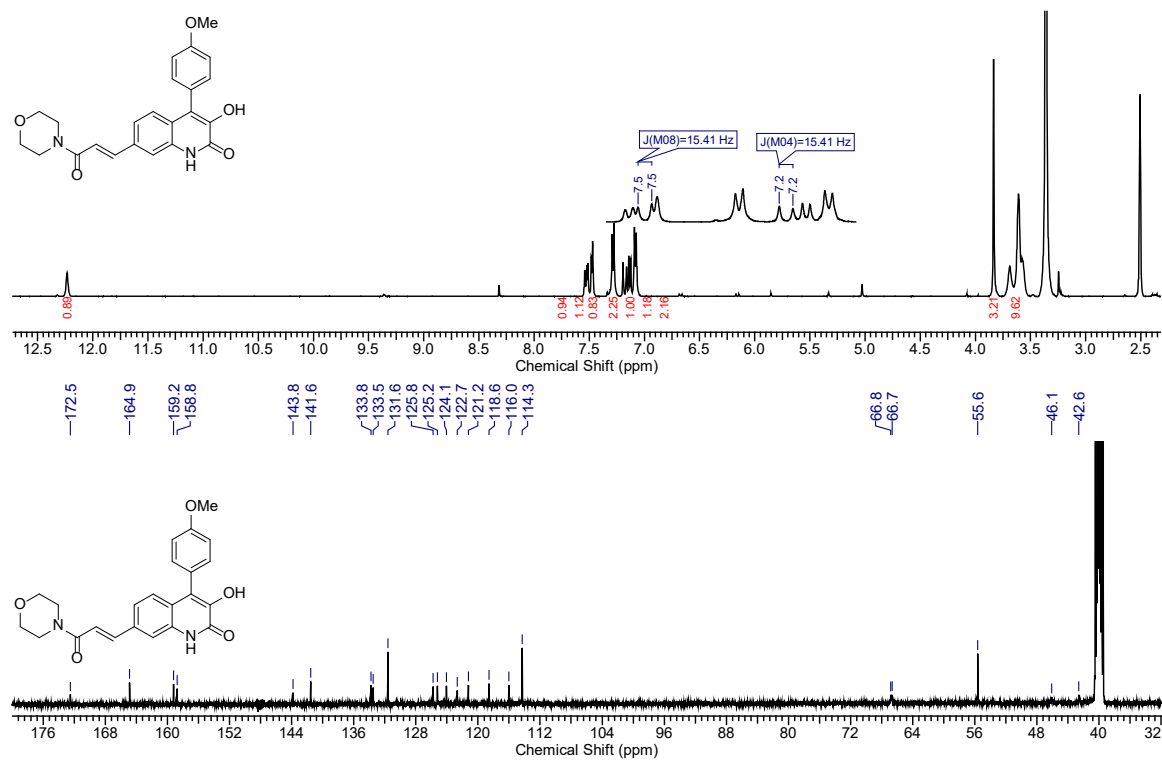 OMe
OH
O
N
O
N
H
O
J(M08)=15.41 Hz
J(M04)=15.41 Hz
7.5
7.5
7.2
7.2
0.89
0.94
1.12
0.83
2.25
1.00
1.18
2.16
3.21
9.62
12.5 12.0 11.5 11.0 10.5 10.0 9.5 9.0 8.5 8.0 7.5 7.0 6.5 6.0 5.5 5.0 4.5 4.0 3.5 3.0 2.5
Chemical Shift (ppm)
172.5
164.9
159.2
158.8
143.8
141.6
133.8
133.5
131.6
125.8
125.2
124.1
122.7
121.2
118.6
116.0
114.3
66.8
66.7
55.6
46.1
42.6
OMe
OH
O
N
O
NH
O
176 168 160 152 144 136 128 120 112 104 96 88 80 72 64 56 48 40 32
Chemical Shift (ppm)